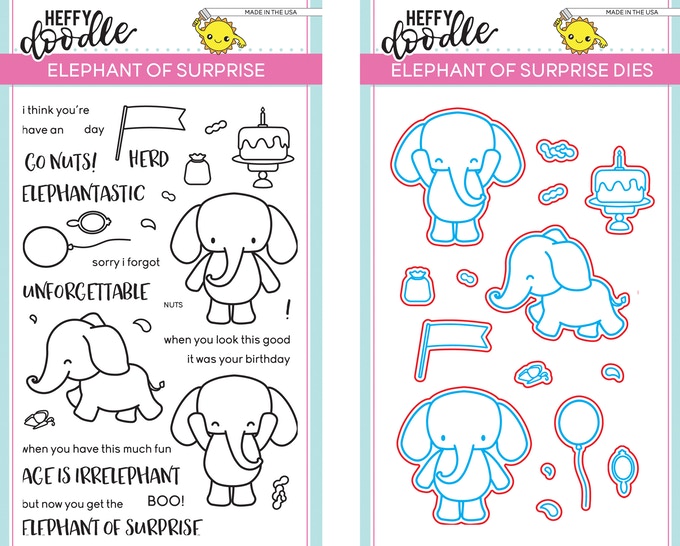 HEFFY
doodle
MADE IN THE USA
ELEPHANT OF SURPRISE
i think you're
have an day
GO NUTS!
HERD
ELEPHANTASTIC
sorry i forgot
UNFORGETTABLE
NUTS
!
when you look this good
it was your birthday
when you have this much fun
AGE IS IRRELEPHANT
but now you get the
BOO!
ELEPHANT OF SURPRISE
HEFFY
doodle
MADE IN THE USA
ELEPHANT OF SURPRISE DIES